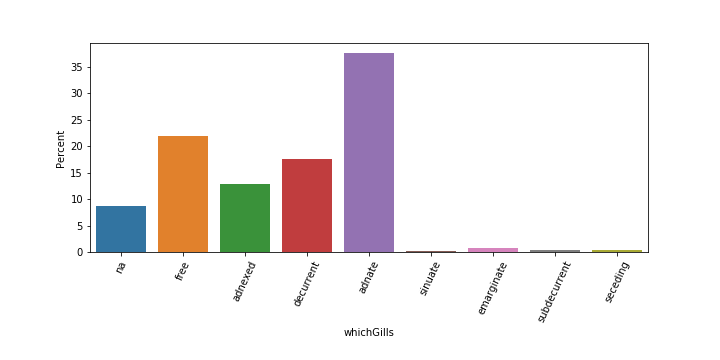 35
30
25
20
15
10
5
0
Percent
na
free
adnexed
decurrent
adnate
sinuate
emarginate
subdecurrent
seceding
whichGills